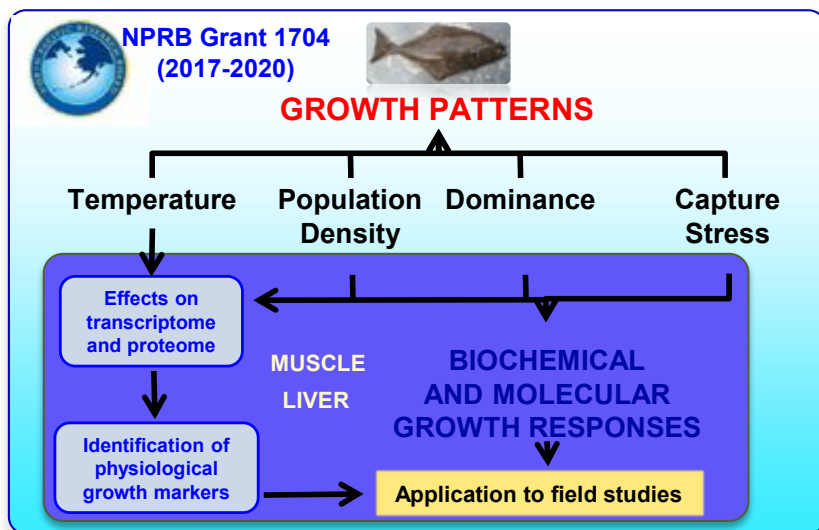 NPRB Grant 1704
(2017-2020)
GROWTH PATTERNS
Temperature
Population
Density
Dominance
Capture
Stress
Effects on
transcriptome
and proteome
MUSCLE
LIVER
BIOCHEMICAL
AND MOLECULAR
GROWTH RESPONSES
Identification of
physiological
growth markers
Application to field studies